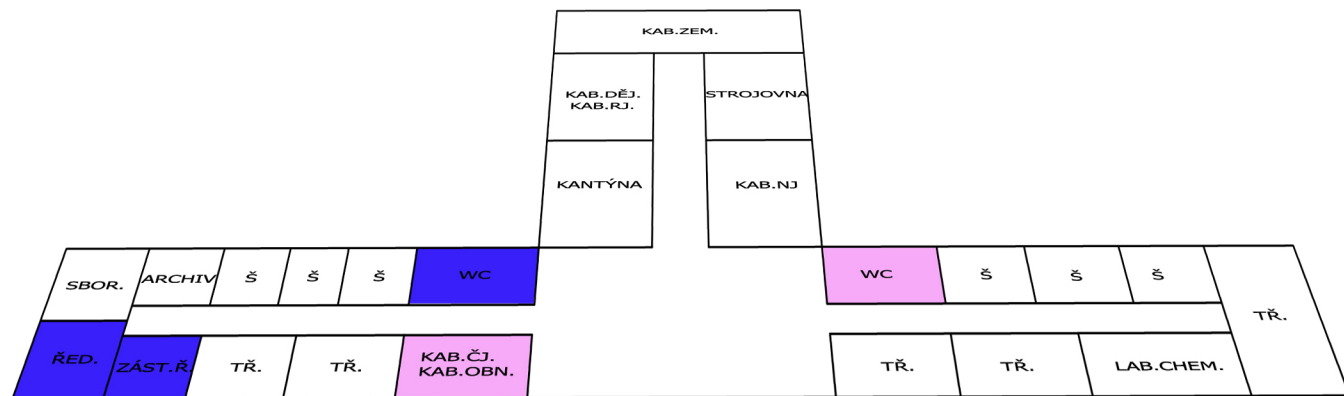 KAB.ZEM.
KAB.DĚJ.
KAB.RJ.
STROJOVNA
KANTÝNA
KAB.NJ
SBOR.
ARCHIV
Š
Š
Š
WC
WC
Š
Š
Š
TŘ.
ŘED.
ZÁST.Ř.
TŘ.
TŘ.
KAB.ČJ.
KAB.OBN.
TŘ.
TŘ.
LAB.CHEM.